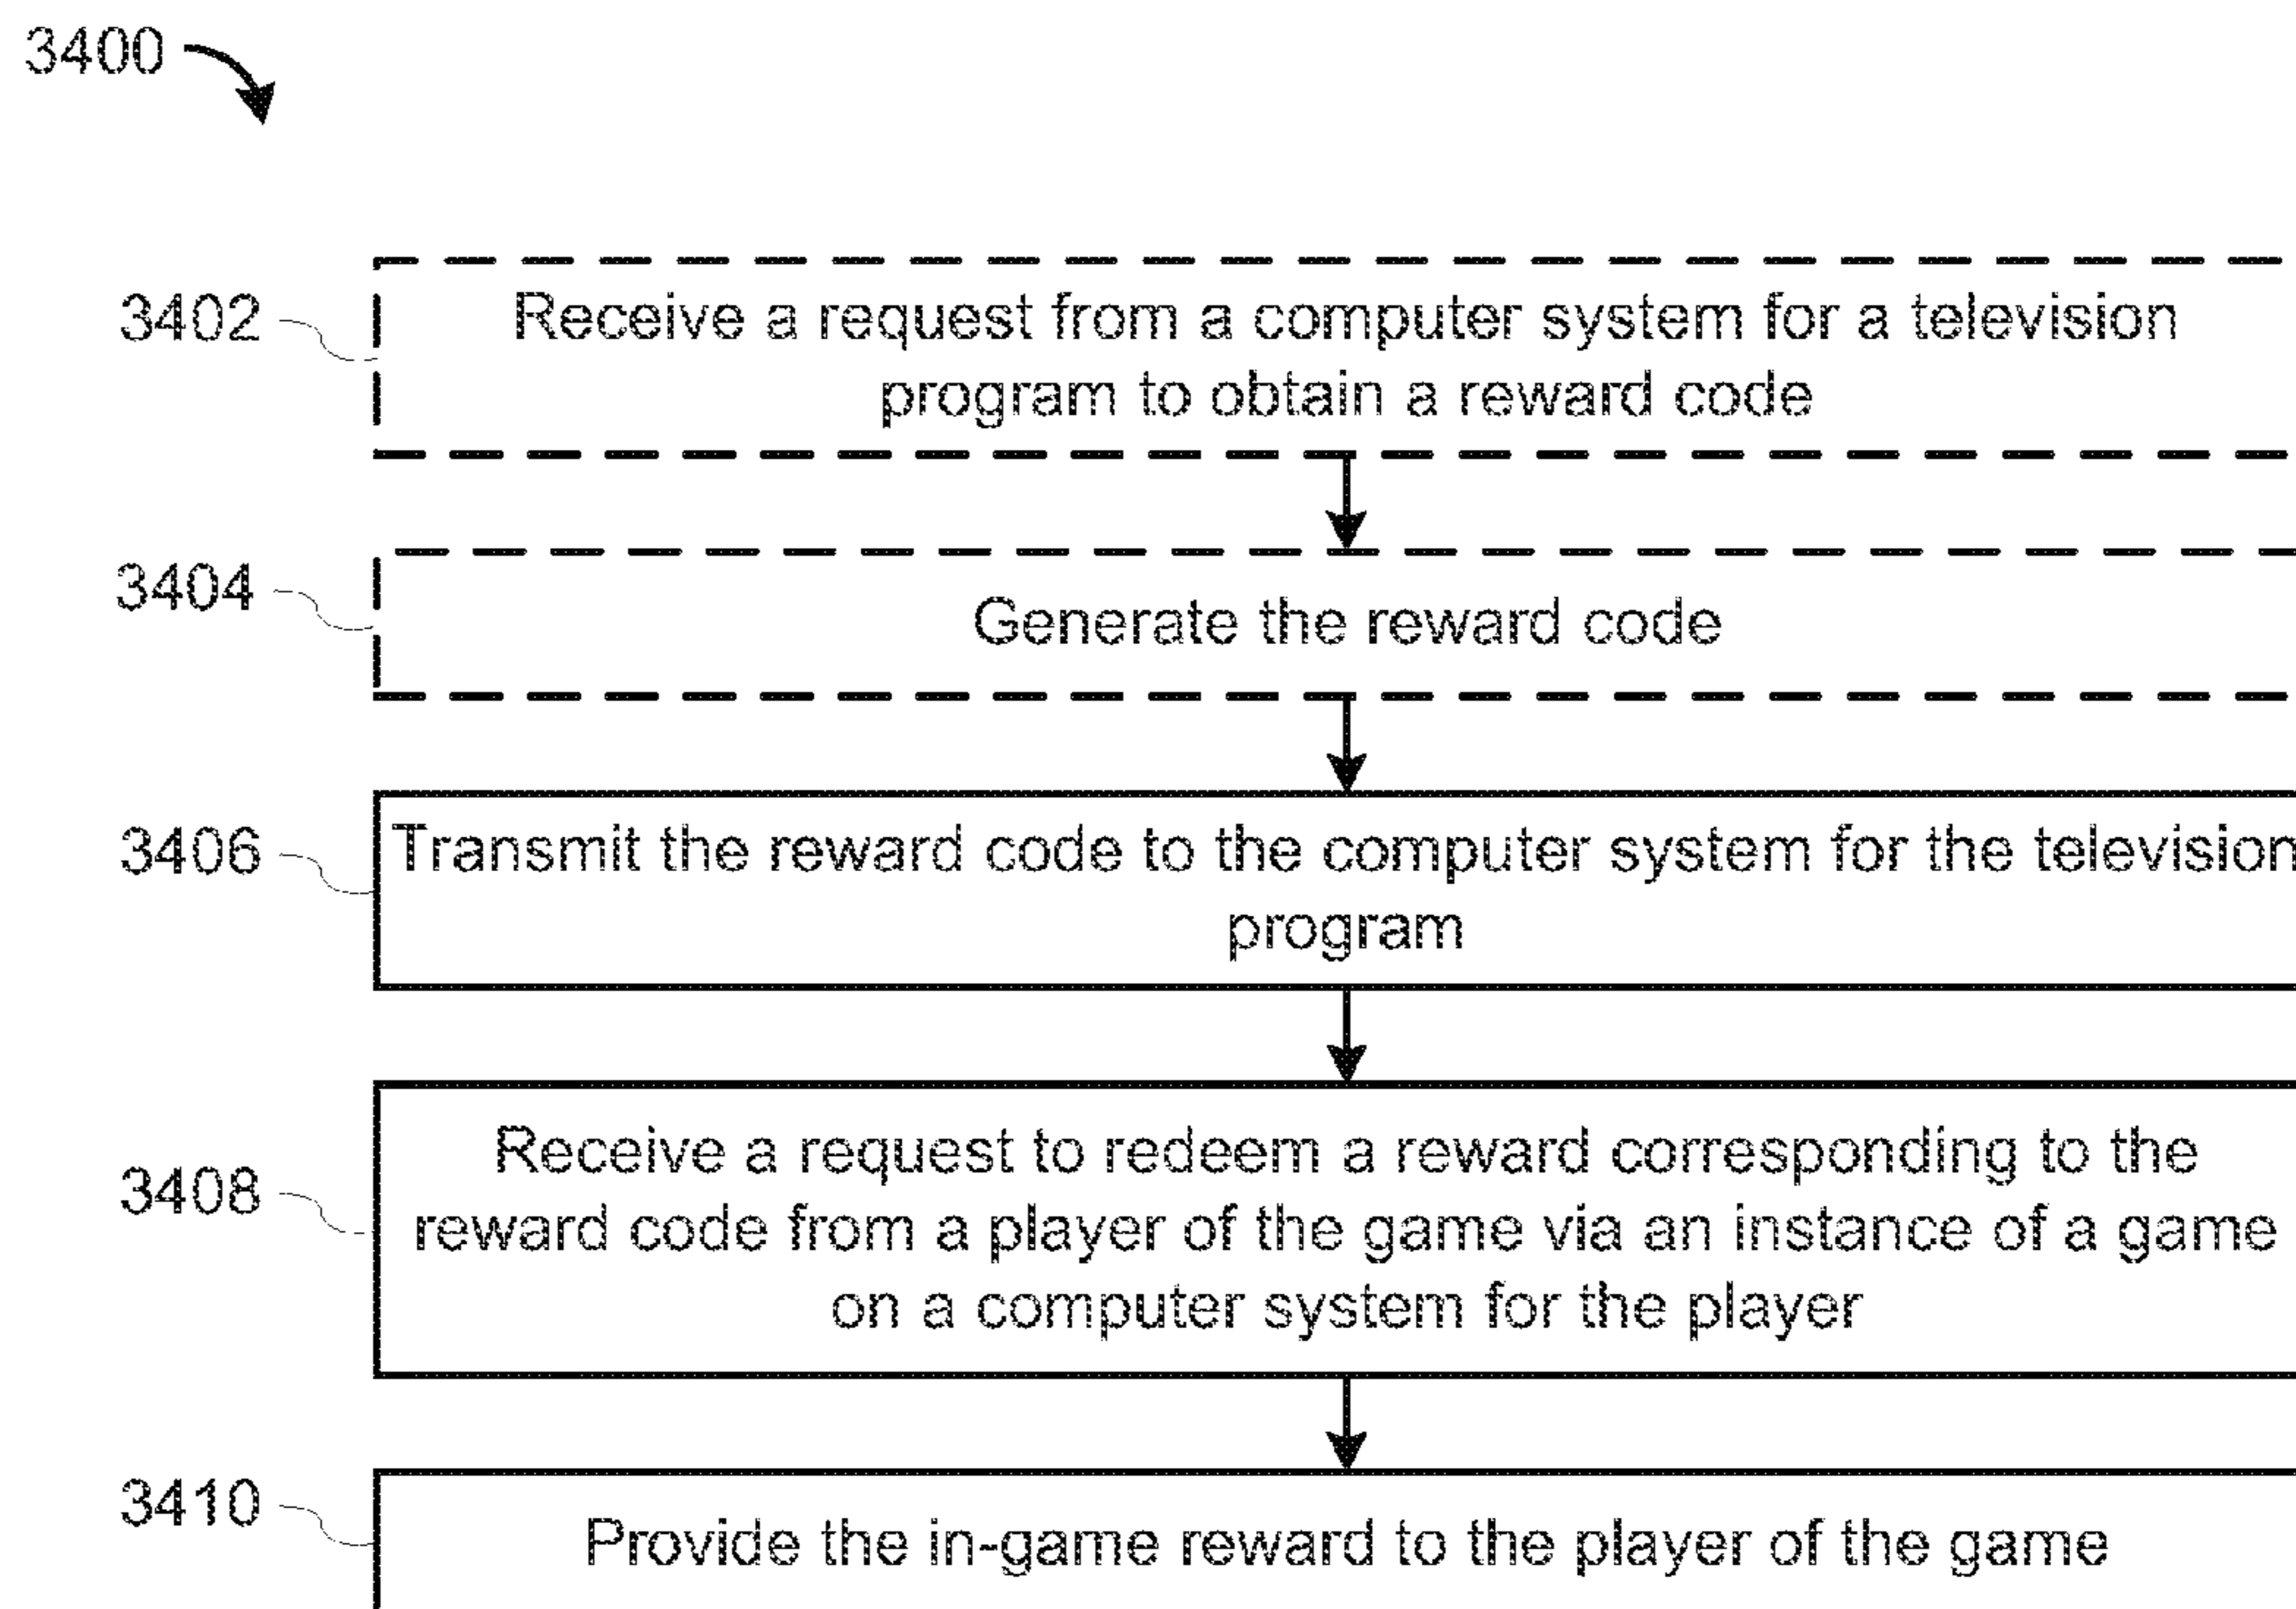 3400
3402
Receive a request from a computer system for a television
program to obtain a reward code
3404
Generate the reward code
3406
Transmit the reward code to the computer system for the television
program
3408
Receive a request to redeem a reward corresponding to the
reward code from a player of the game via an instance of a game
on a computer system for the player
3410
Provide the in-game reward to the player of the game